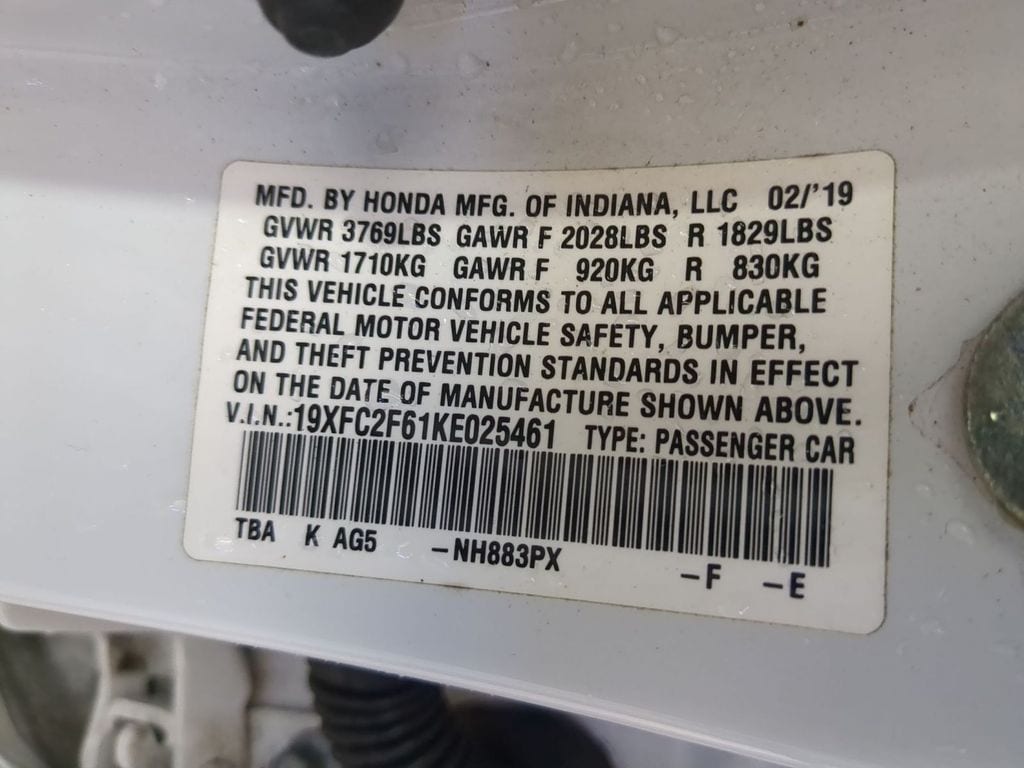 MFD. BY HONDA MFG. OF INDIANA, LLC 02/'19
GVWR 3769LBS GAWR F 2028LBS R 1829LBS
GVWR 1710KG GAWR F 920KG R 830KG
THIS VEHICLE CONFORMS TO ALL APPLICABLE
FEDERAL MOTOR VEHICLE SAFETY, BUMPER,
AND THEFT PREVENTION STANDARDS IN EFFECT
ON THE DATE OF MANUFACTURE SHOWN ABOVE.
V.I.N.:19XFC2F61KE025461 TYPE: PASSENGER CAR
TBA K AG5 -NH883PX -F -E